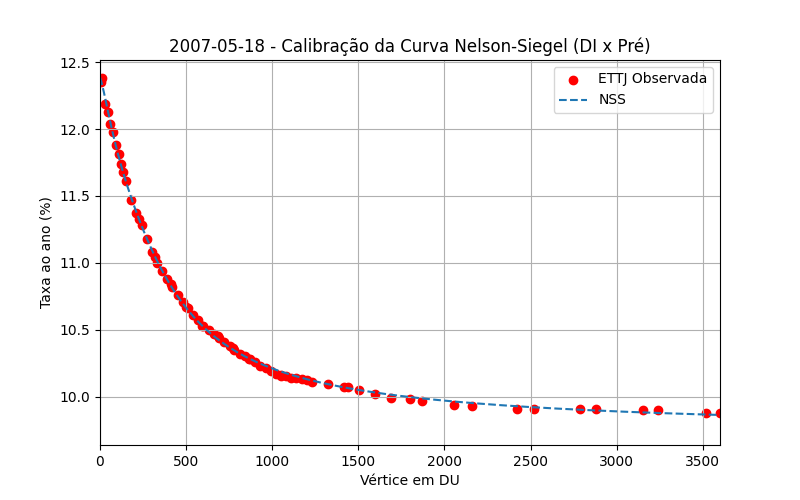 2007-05-18 - Calibração da Curva Nelson-Siegel (DI x Pré)
ETTJ Observada
NSS
12.5
12.0
11.5
11.0
10.5
10.0
Taxa ao ano (%)
0
500
1000
1500
2000
2500
3000
3500
Vértice em DU